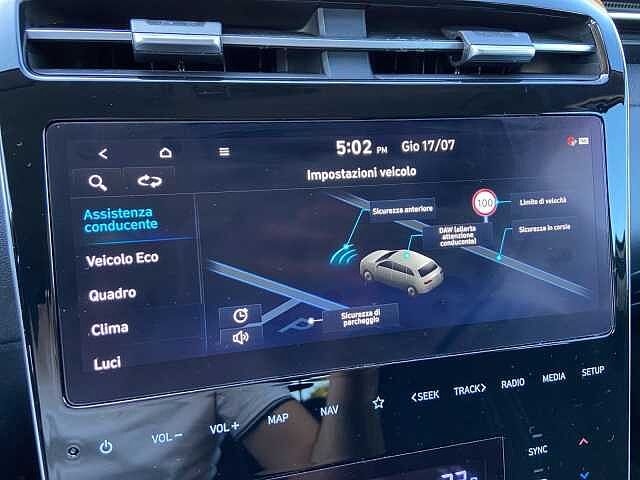 5:02 PM Gio 17/07
Impostazioni veicolo
Assistenza
conducente
Veicolo Eco
Quadro
Clima
Luci
Sicurezza anteriore
100
Limite di velocità
DAW (allerta
attenzione
conducente)
Sicurezza in corsia
Sicurezza di
parcheggio
VOL−
VOL+
MAP
NAV
<SEEK
TRACK>
RADIO
MEDIA
SETUP
SYNC